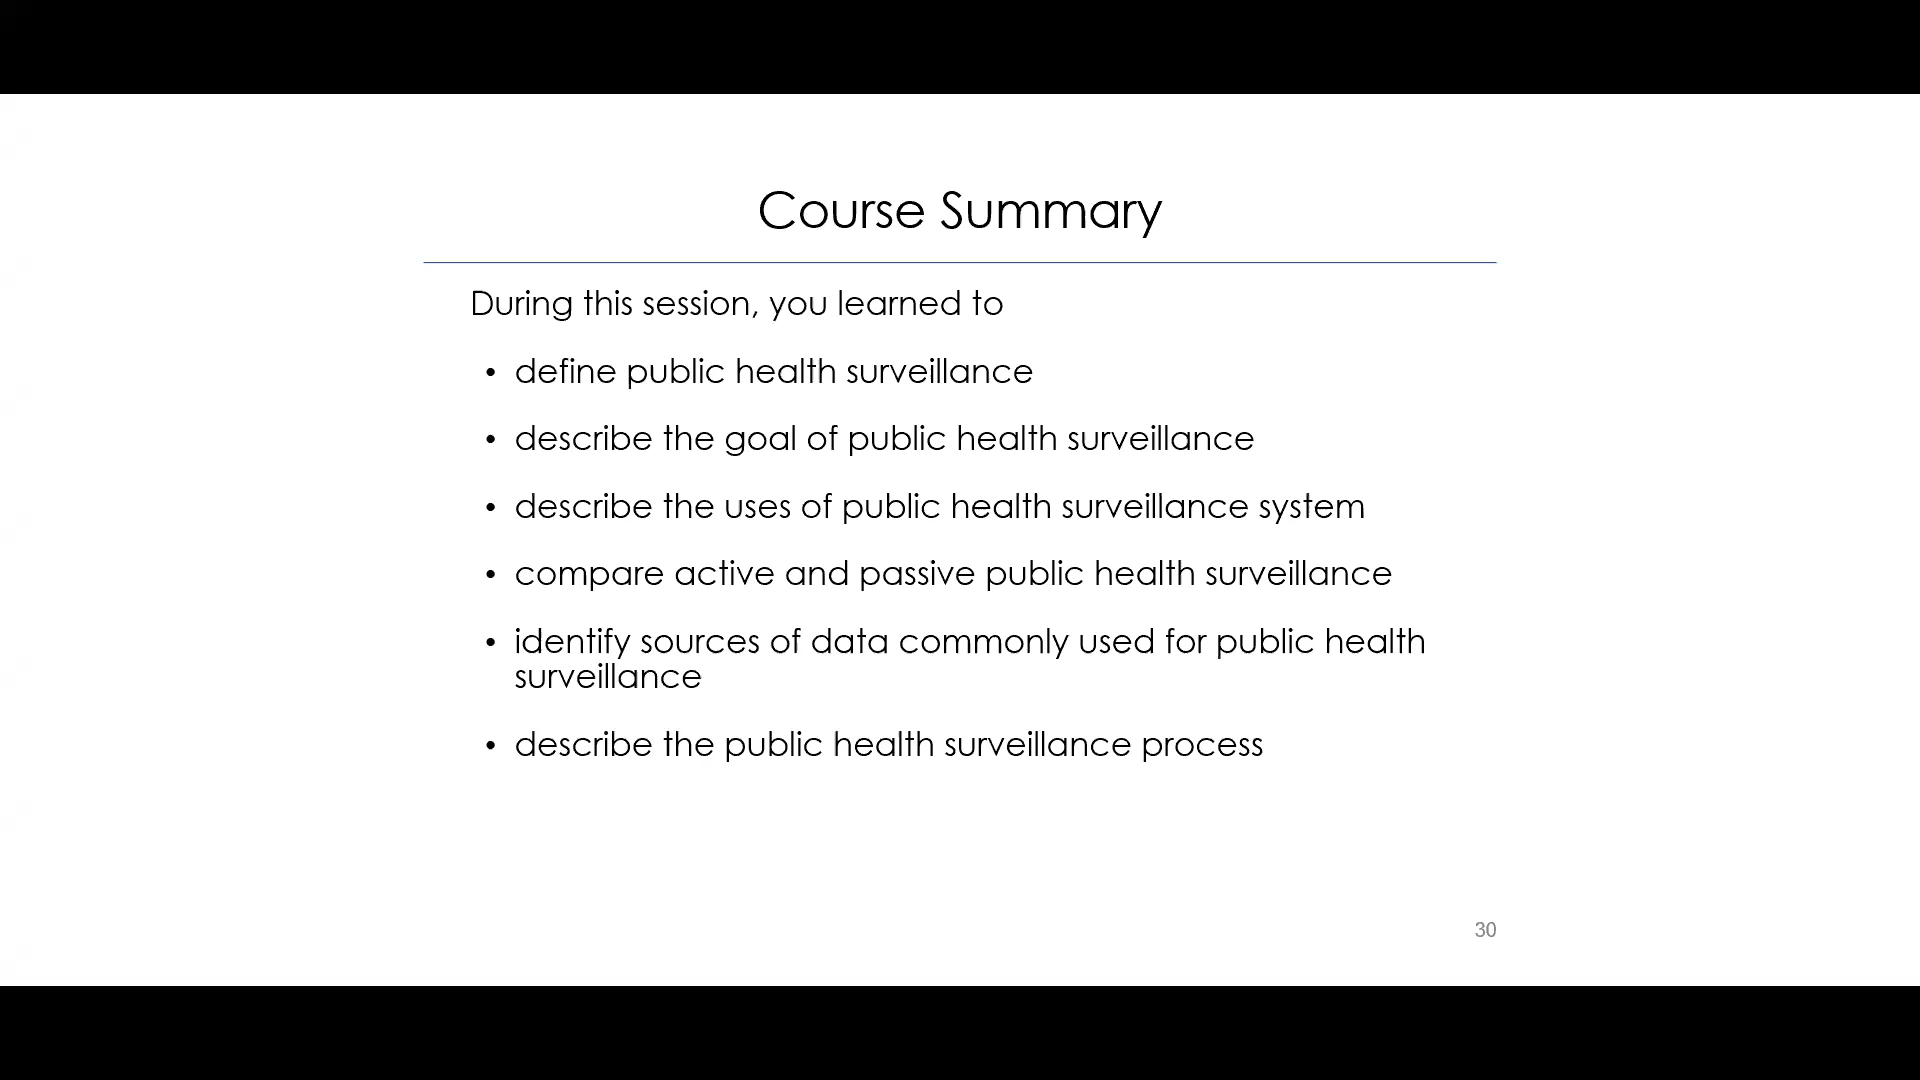 Course Summary
During this session, you learned to
• define public health surveillance
• describe the goal of public health surveillance
• describe the uses of public health surveillance system
• compare active and passive public health surveillance
• identify sources of data commonly used for public health
surveillance
• describe the public health surveillance process
30